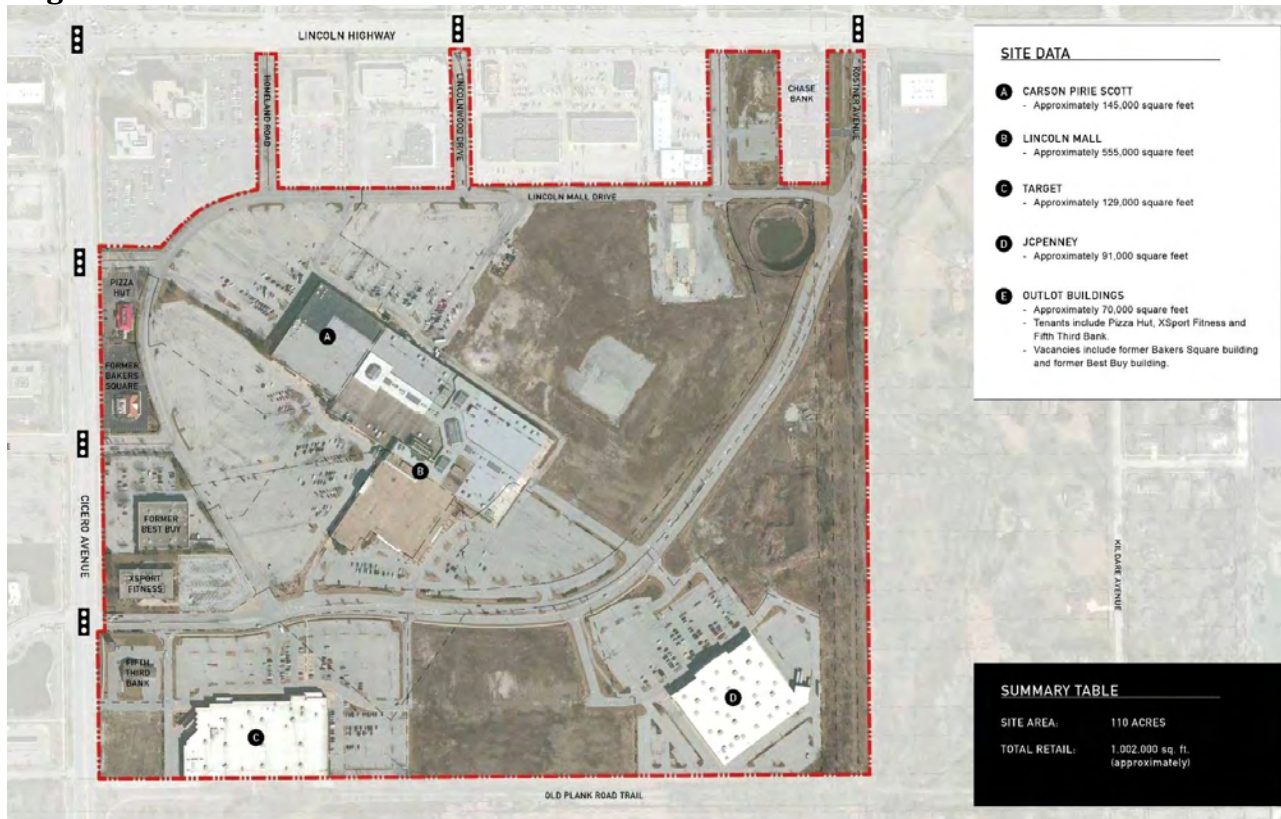 LINCOLN HIGHWAY
HOMELAND ROAD
LINCOLNWOOD DRIVE
CHASE
BANK
KOSTNER AVENUE
LINCOLN MALL DRIVE
PIZZA
HUT
FORMER
BAKERS
SQUARE
A
B
CICERO AVENUE
FORMER
BEST BUY
XSPORT
FITNESS
FIFTH
THIRD
BANK
C
D
KILDARE AVENUE
OLD PLANK ROAD TRAIL
SITE DATA
A CARSON PIRIE SCOTT
- Approximately 145,000 square feet
B LINCOLN MALL
- Approximately 555,000 square feet
C TARGET
- Approximately 129,000 square feet
D JCPENNEY
- Approximately 91,000 square feet
E OUTLOT BUILDINGS
- Approximately 70,000 square feet
- Tenants include Pizza Hut, XSport Fitness and
Fifth Third Bank.
- Vacancies include former Bakers Square building
and former Best Buy building.
SUMMARY TABLE
SITE AREA: 110 ACRES
TOTAL RETAIL: 1.002.000 sq. ft.
(approximately)